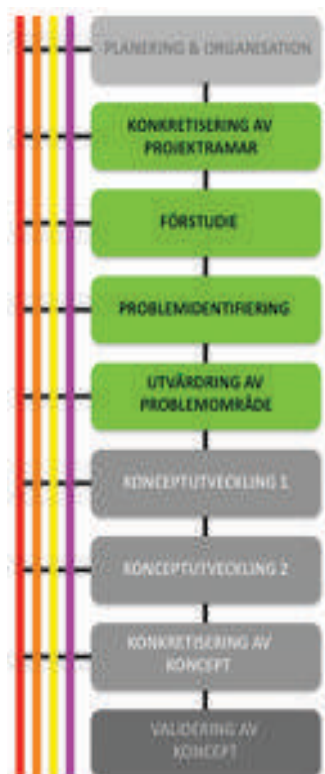 PLANERING & ORGANISATION
KONKRETISERING AV
PROJEKTRAMAR
FÖRSTUDIE
PROBLEMIDENTIFIERING
UTVÄRDRING AV
PROBLEMOMRÅDE
KONCEPTUTVECKLING 1
KONCEPTUTVECKLING 2
KONKRETISERING AV
KONCEPT
VALIDERING AV
KONCEPT